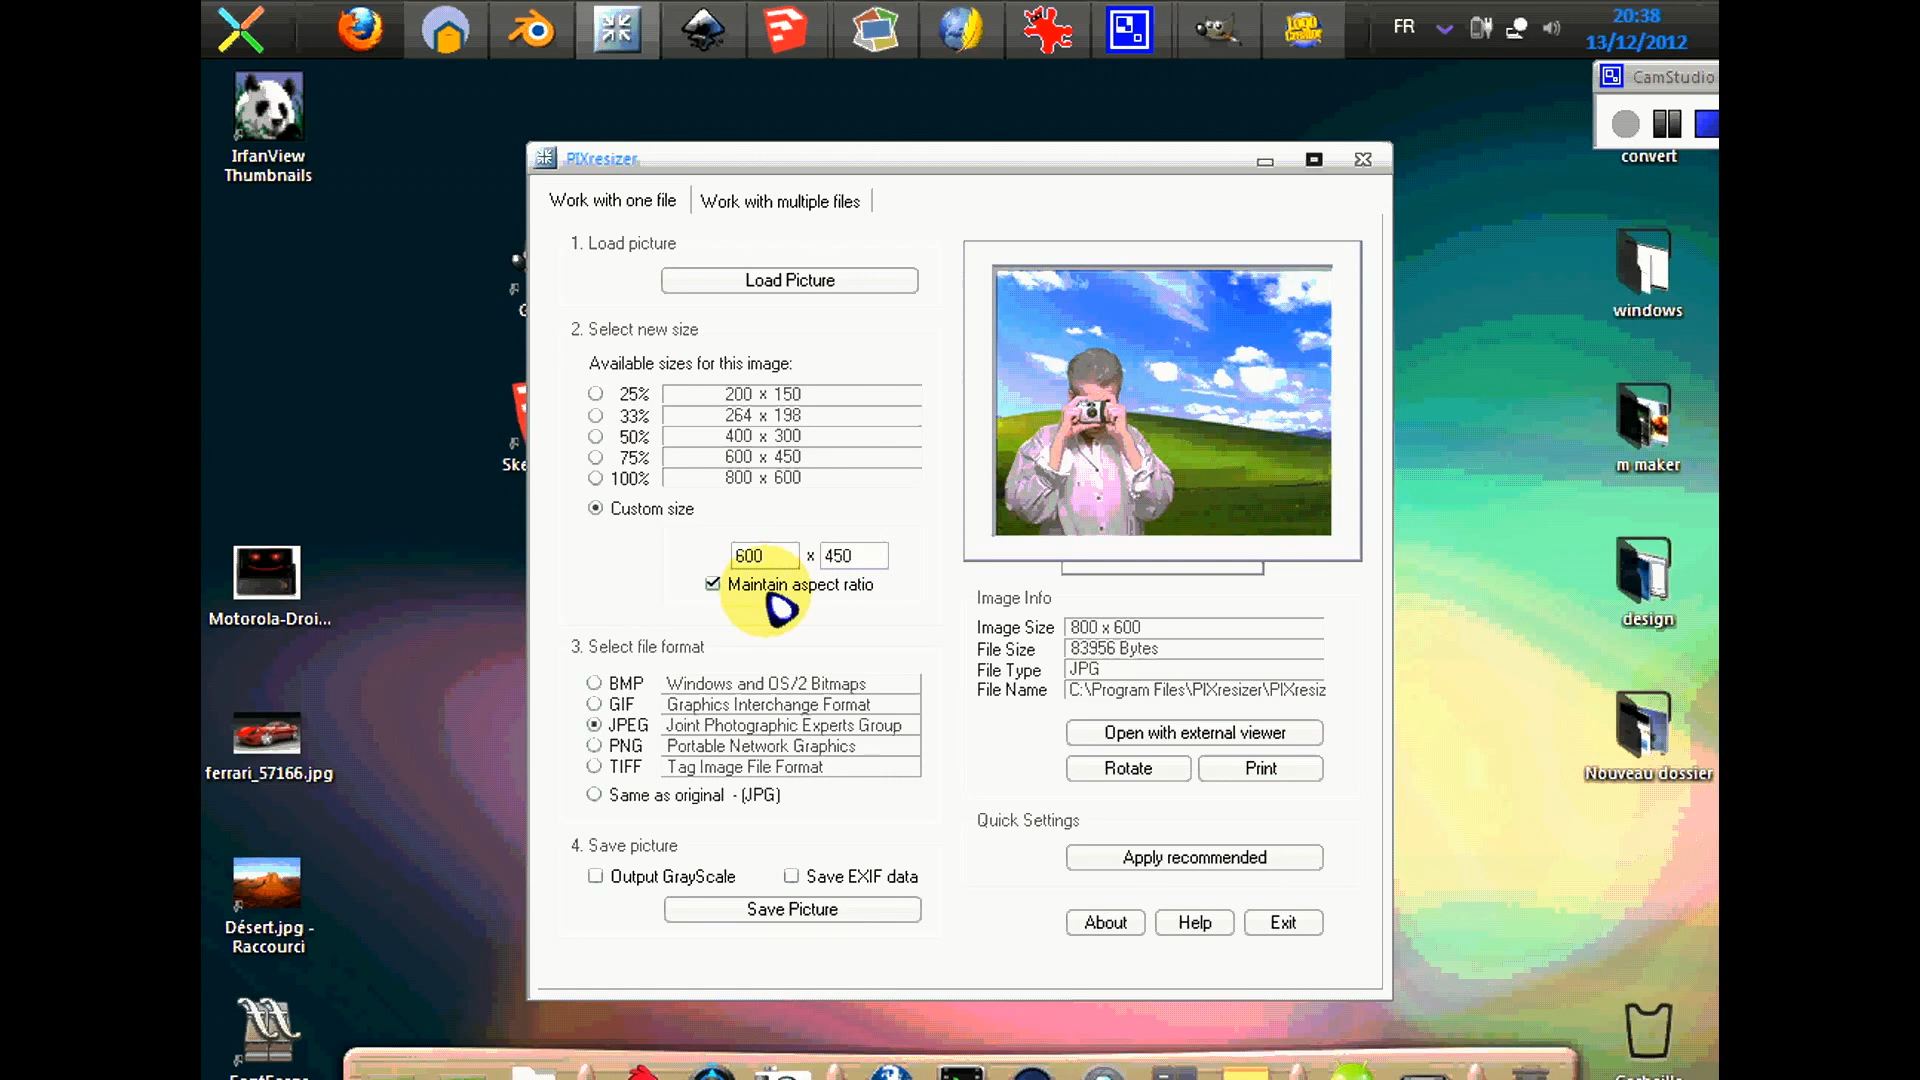 FR
20:38
13/12/2012
CamStudio
IrfanView
Thumbnails
convert
PIXresizer
Work with one file
Work with multiple files
1. Load picture
Load Picture
2. Select new size
Available sizes for this image:
25% 200 x 150
33% 264 x 198
50% 400 x 300
75% 600 x 450
100% 800 x 600
Custom size
600 x 450
Maintain aspect ratio
3. Select file format
BMP Windows and OS/2 Bitmaps
GIF Graphics Interchange Format
JPEG Joint Photographic Experts Group
PNG Portable Network Graphics
TIFF Tag Image File Format
Same as original - (JPG)
4. Save picture
Output GrayScale
Save EXIF data
Save Picture
Image Info
Image Size 800 x 600
File Size 83956 Bytes
File Type JPG
File Name C:\Program Files\PIXresizer\PIXresiz
Open with external viewer
Rotate
Print
Quick Settings
Apply recommended
About
Help
Exit
Ske
Motorola-Droi...
ferrari_57166.jpg
Désert.jpg -
Raccourci
windows
m maker
design
Nouveau dossier